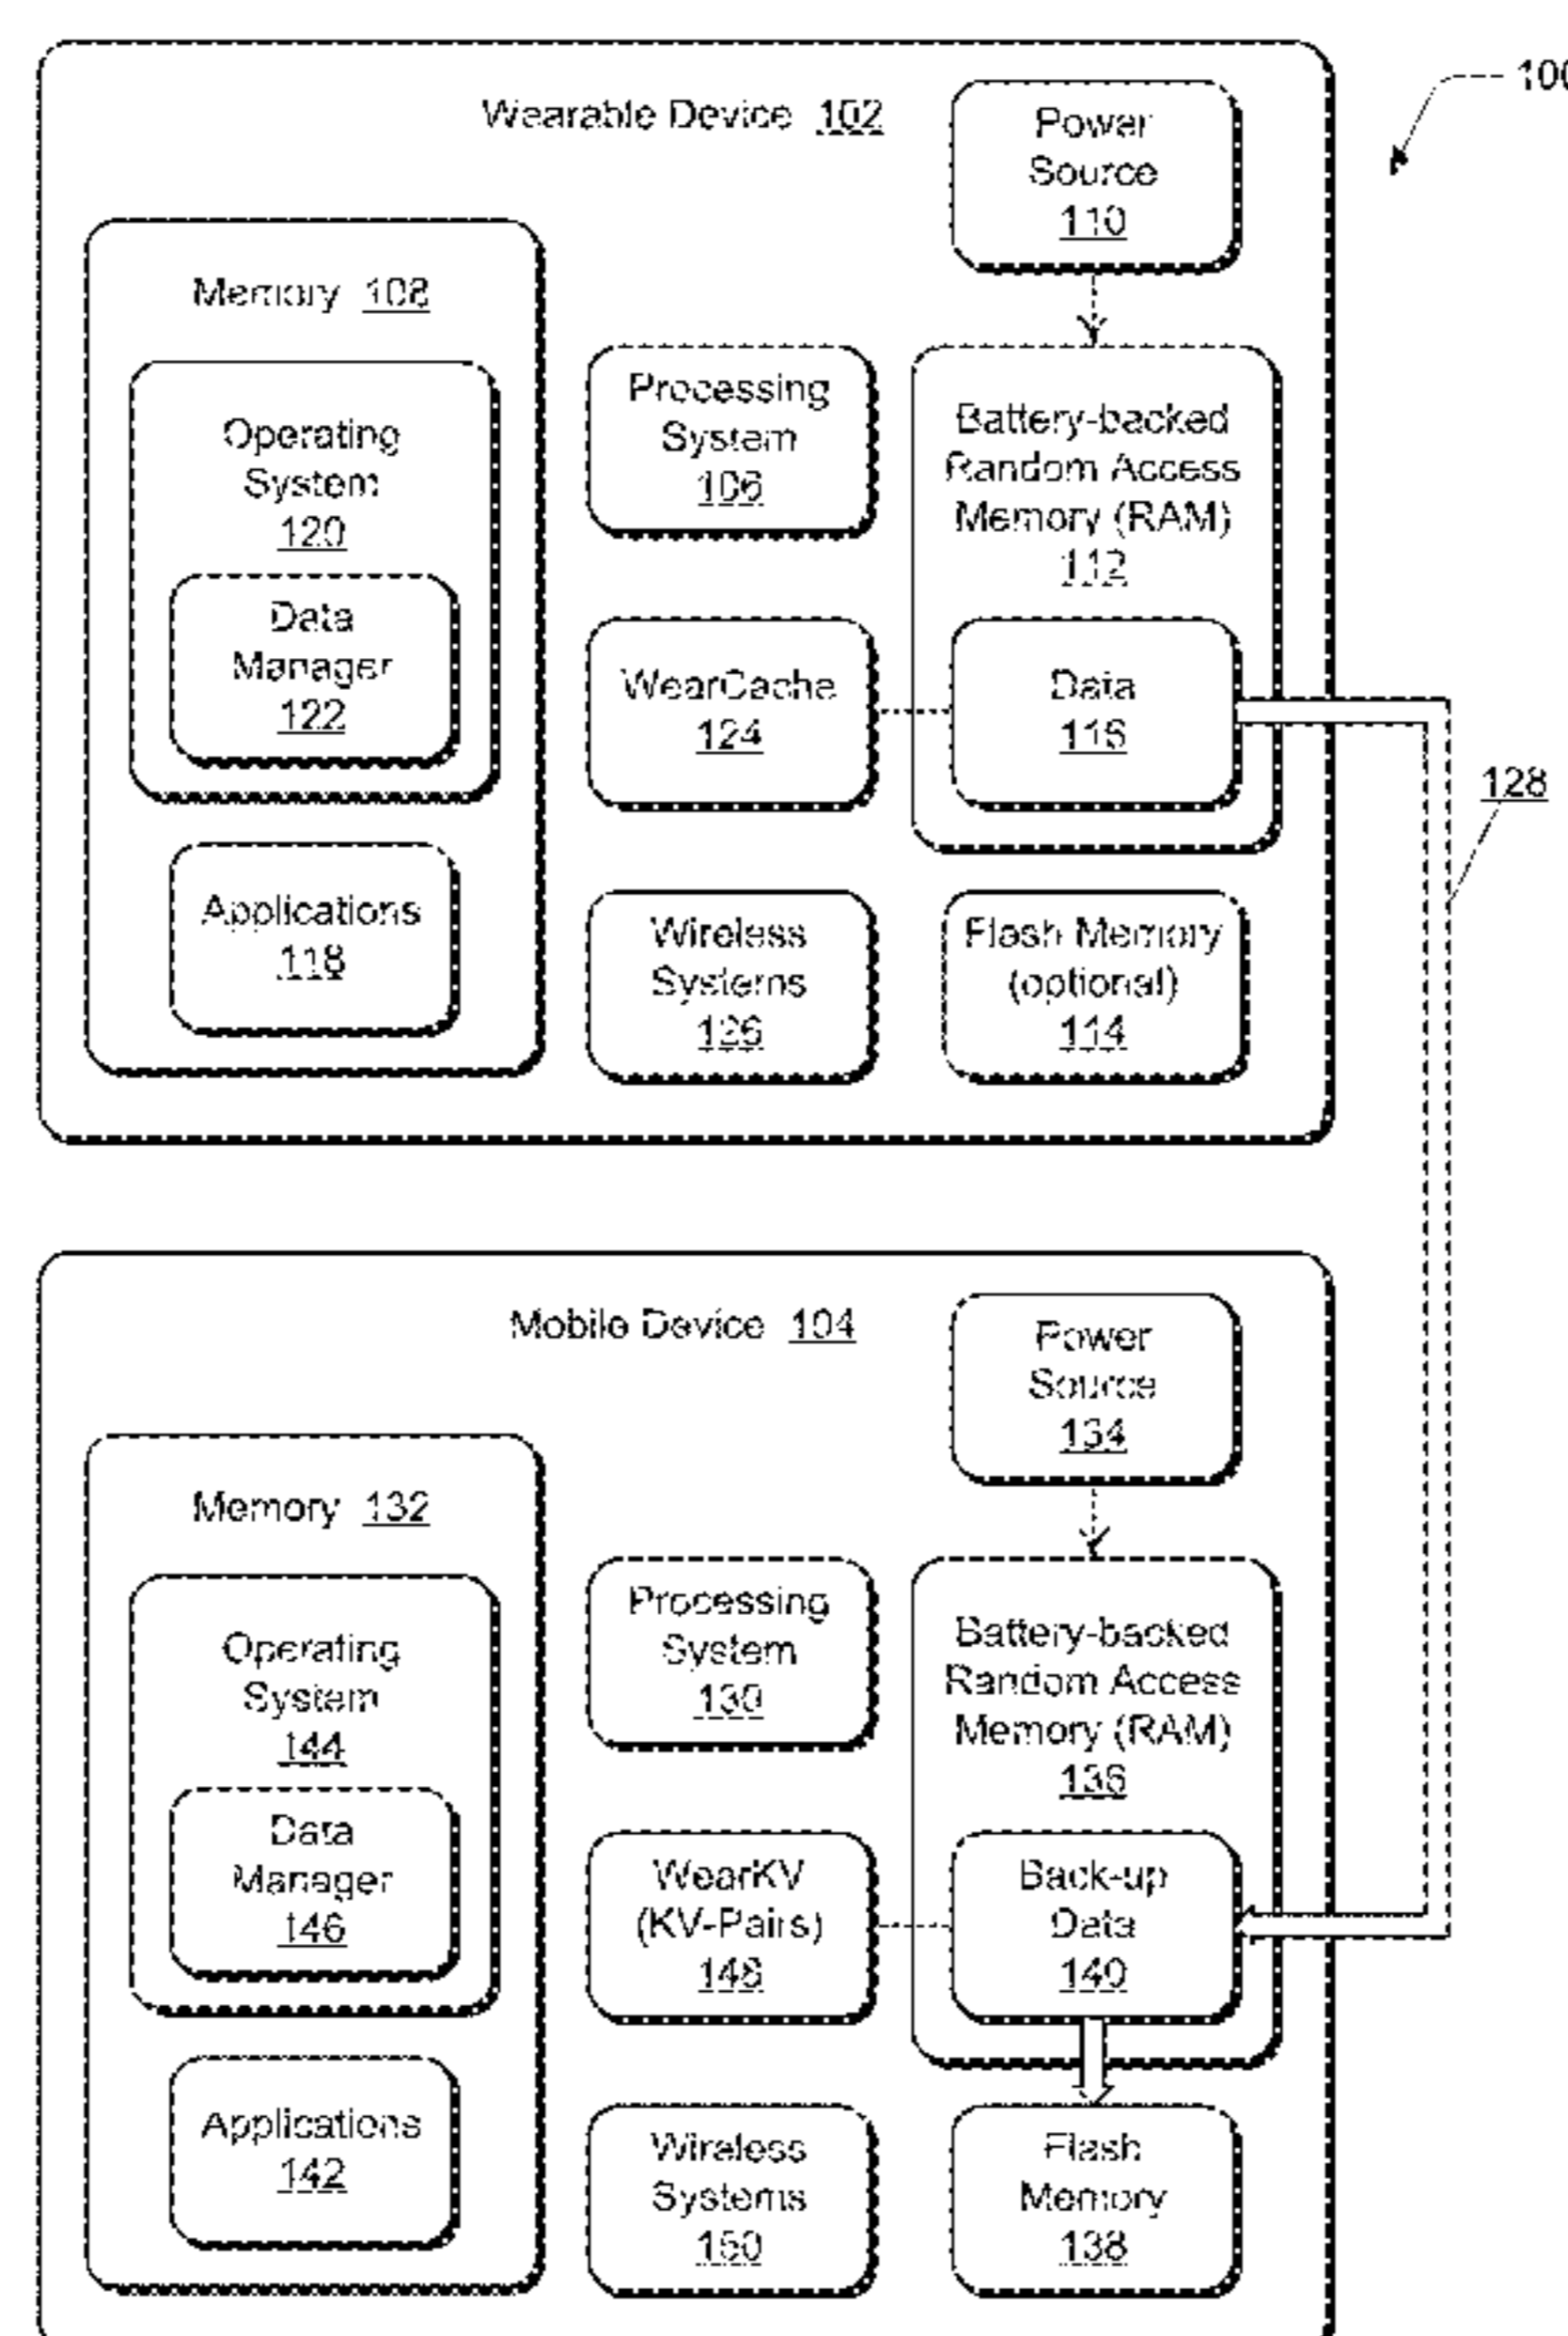 100
Wearable Device 102
Power
Source
110
Memory 108
Operating
System
120
Data
Manager
122
Applications
118
Processing
System
106
WearCache
124
Wireless
Systems
126
Battery-backed
Random Access
Memory (RAM)
112
Data
116
Flash Memory
(optional)
114
128
Mobile Device 104
Power
Source
134
Memory 132
Operating
System
144
Data
Manager
146
Applications
142
Processing
System
130
WearKV
(KV-Pairs)
148
Wireless
Systems
150
Battery-backed
Random Access
Memory (RAM)
136
Back-up
Data
140
Flash
Memory
138